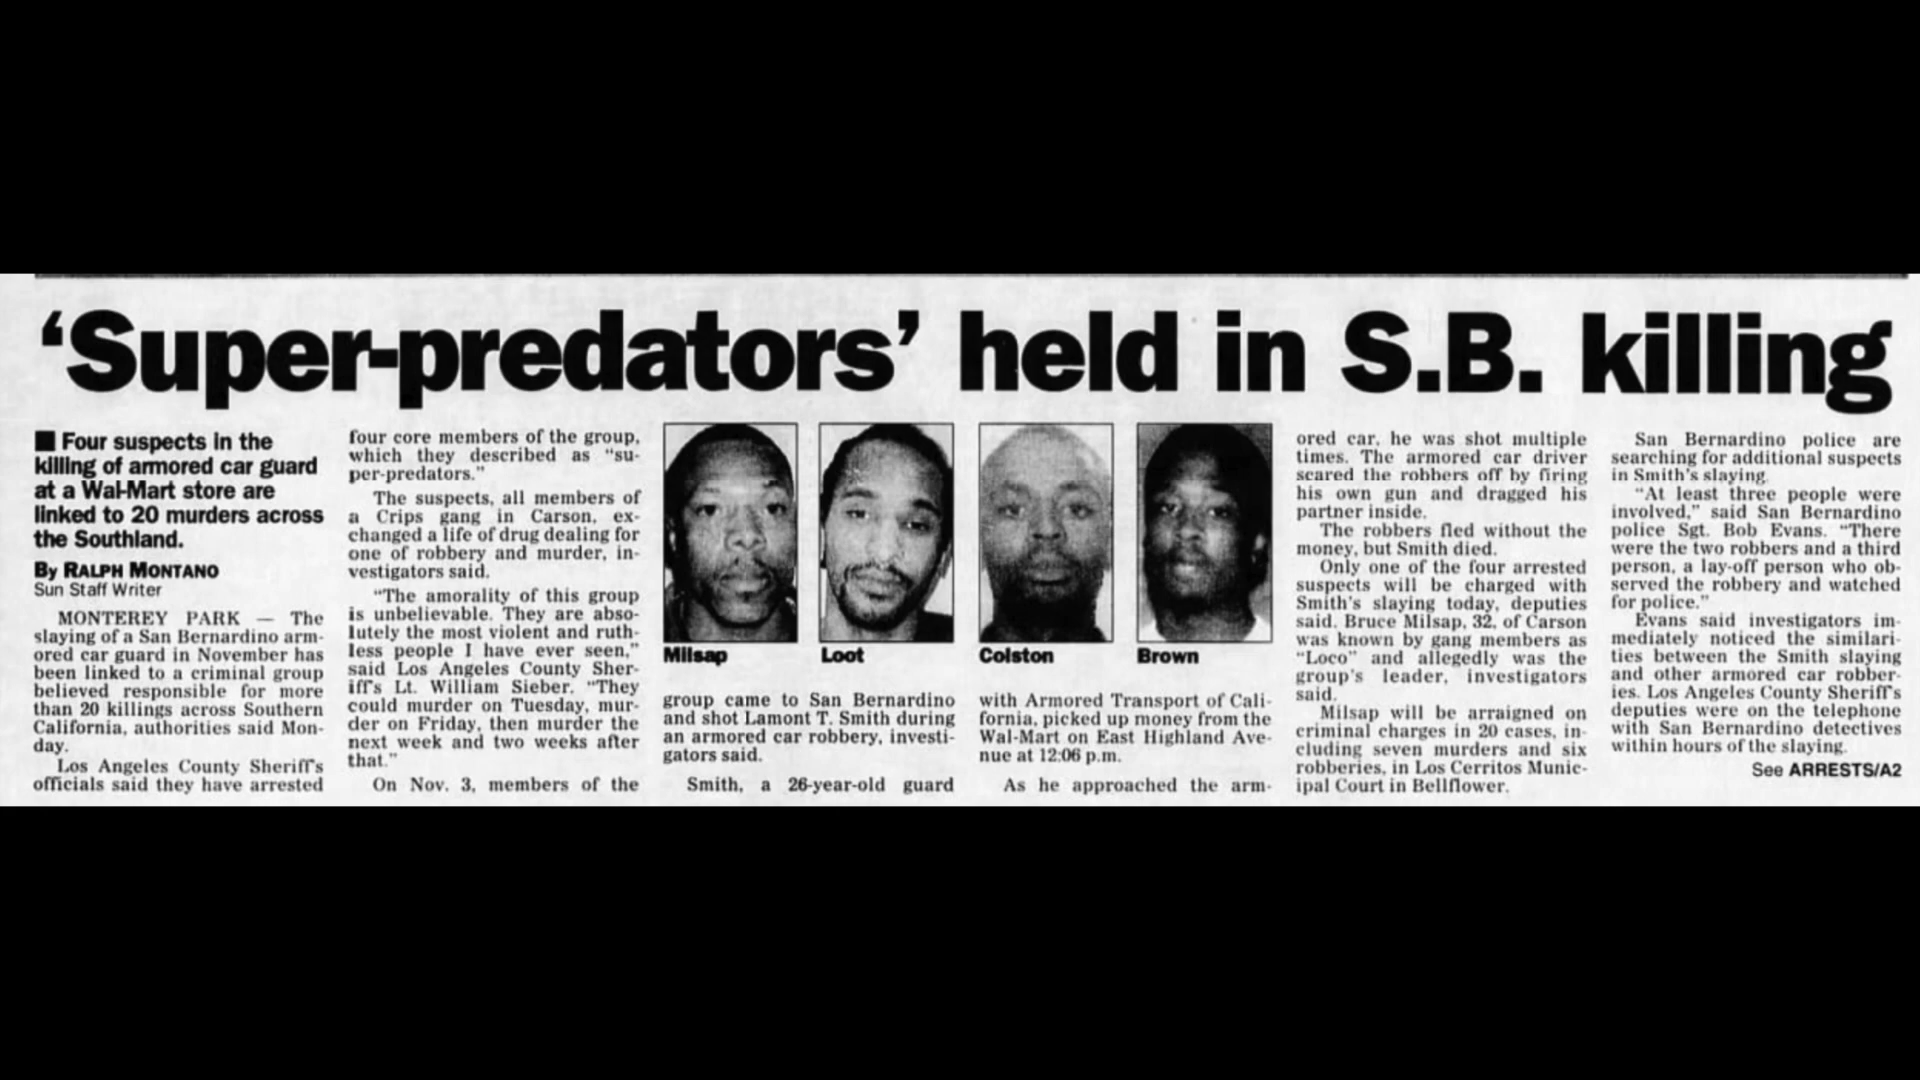 ‘Super-predators’ held in S.B. killing
■ Four suspects in the
killing of armored car guard
at a Wal-Mart store are
linked to 20 murders across
the Southland.
By RALPH MONTANO
Sun Staff Writer
MONTEREY PARK — The
slaying of a San Bernardino arm-
ored car guard in November has
been linked to a criminal group
believed responsible for more
than 20 killings across Southern
California, authorities said Mon-
day.
Los Angeles County Sheriff's
officials said they have arrested
four core members of the group,
which they described as “su-
per-predators.”
The suspects, all members of
a Crips gang in Carson, ex-
changed a life of drug dealing for
one of robbery and murder, in-
vestigators said.
“The amorality of this group
is unbelievable. They are abso-
lutely the most violent and ruth-
less people I have ever seen,”
said Los Angeles County Sher-
iff's Lt. William Sieber. “They
could murder on Tuesday, mur-
der on Friday, then murder the
next week and two weeks after
that.”
On Nov. 3, members of the
Milsap
Loot
Colston
Brown
group came to San Bernardino
and shot Lamont T. Smith during
an armored car robbery, investi-
gators said.
Smith, a 26-year-old guard
with Armored Transport of Cali-
fornia, picked up money from the
Wal-Mart on East Highland Ave-
nue at 12:06 p.m.
As he approached the arm-
ored car, he was shot multiple
times. The armored car driver
scared the robbers off by firing
his own gun and dragged his
partner inside.
The robbers fled without the
money, but Smith died.
Only one of the four arrested
suspects will be charged with
Smith's slaying today, deputies
said. Bruce Milsap, 32, of Carson
was known by gang members as
“Loco” and allegedly was the
group's leader, investigators
said.
Milsap will be arraigned on
criminal charges in 20 cases, in-
cluding seven murders and six
robberies, in Los Cerritos Munic-
ipal Court in Bellflower.
San Bernardino police are
searching for additional suspects
in Smith's slaying.
“At least three people were
involved,” said San Bernardino
police Sgt. Bob Evans. “There
were the two robbers and a third
person, a lay-off person who ob-
served the robbery and watched
for police.”
Evans said investigators im-
mediately noticed the similari-
ties between the Smith slaying
and other armored car robber-
ies. Los Angeles County Sheriff's
deputies were on the telephone
with San Bernardino detectives
within hours of the slaying.
See ARRESTS/A2